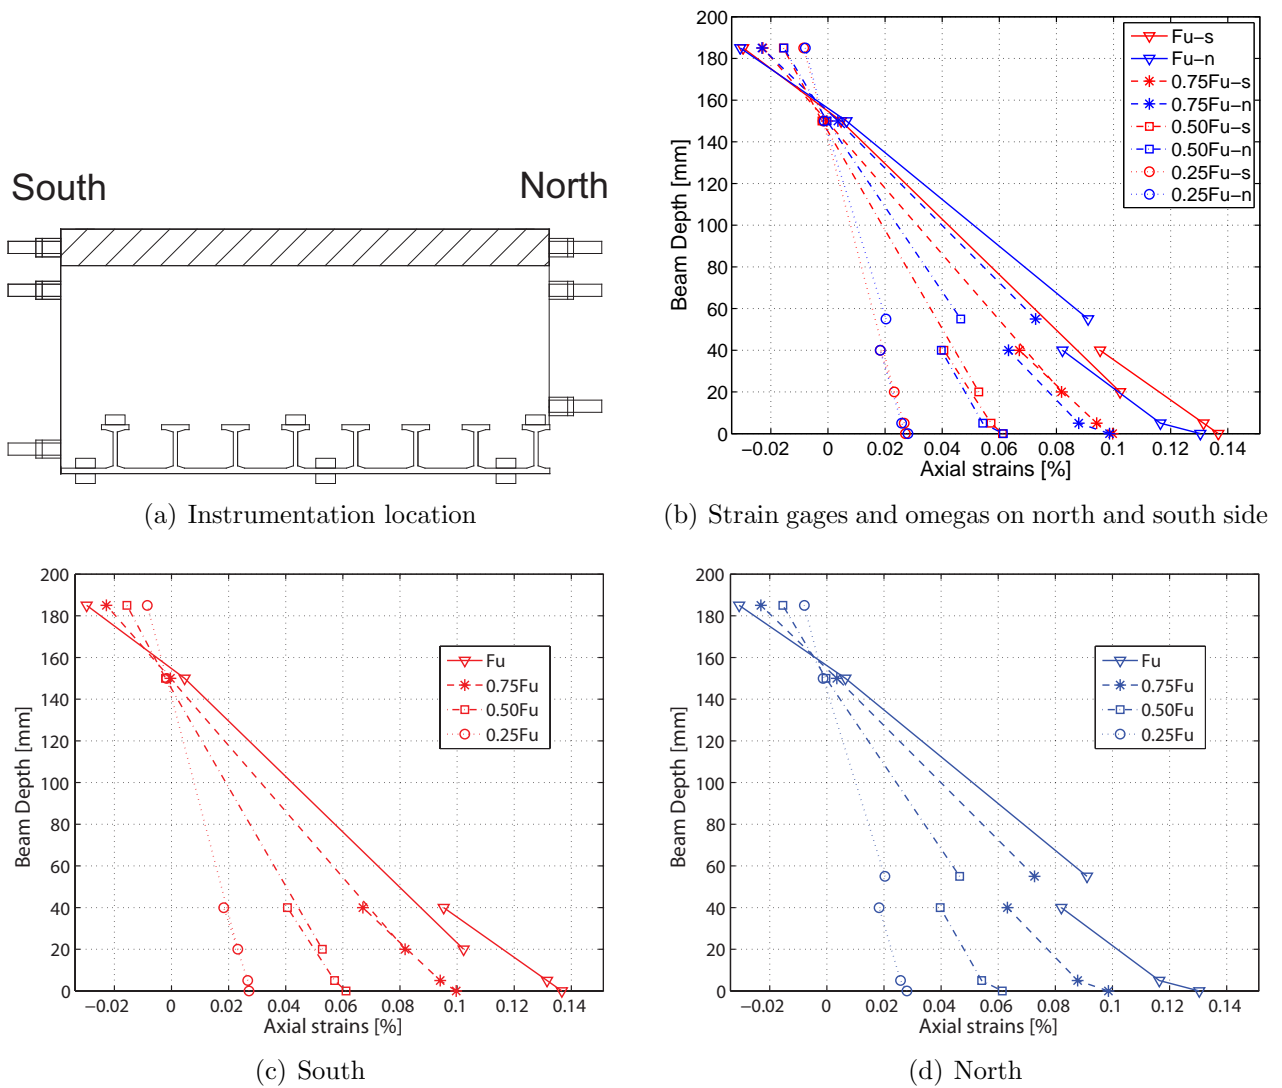 South
North
(a) Instrumentation location
200
180
160
140
120
100
80
60
40
20
0
Beam Depth [mm]
−0.02
0
0.02
0.04
0.06
0.08
0.1
0.12
0.14
Axial strains [%]
Fu−s
Fu−n
0.75Fu−s
0.75Fu−n
0.50Fu−s
0.50Fu−n
0.25Fu−s
0.25Fu−n
(b) Strain gages and omegas on north and south side
200
180
160
140
120
100
80
60
40
20
0
Beam Depth [mm]
−0.02
0
0.02
0.04
0.06
0.08
0.1
0.12
0.14
Axial strains [%]
Fu
0.75Fu
0.50Fu
0.25Fu
(c) South
200
180
160
140
120
100
80
60
40
20
0
Beam Depth [mm]
−0.02
0
0.02
0.04
0.06
0.08
0.1
0.12
0.14
Axial strains [%]
Fu
0.75Fu
0.50Fu
0.25Fu
(d) North